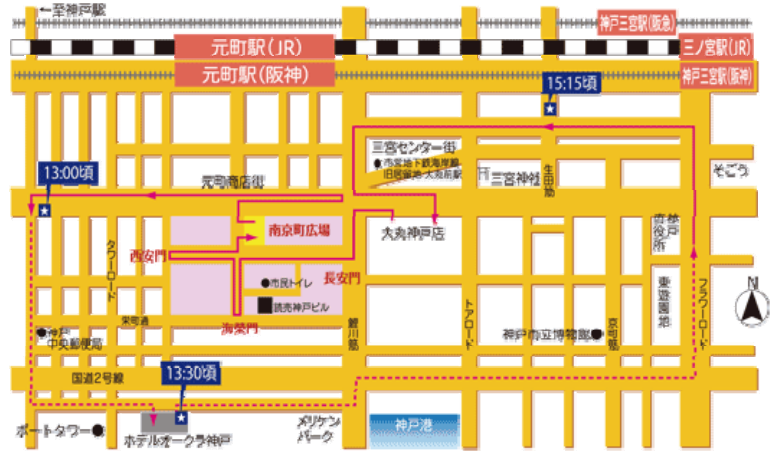 ←至神戸駅
神戸三宮駅(阪急)
元町駅(JR)
三ノ宮駅(JR)
元町駅(阪神)
神戸三宮駅(阪神)
15:15頃
三宮センター街
●市営地下鉄海岸線
旧居留地・大丸前駅
三宮神社
生田筋
そごう
13:00頃
元町商店街
南京町広場
大丸神戸店
西安門
長安門
●市民トイレ
読売神戸ビル
海榮門
タワーロード
栄町通
●神戸
中央郵便局
鯉川筋
トアロード
神戸市立博物館●
京町筋
神戸
市役所
東遊園地
フラワーロード
N
国道2号線
13:30頃
ポートタワー●
ホテルオークラ神戸
メリケン
パーク
神戸港